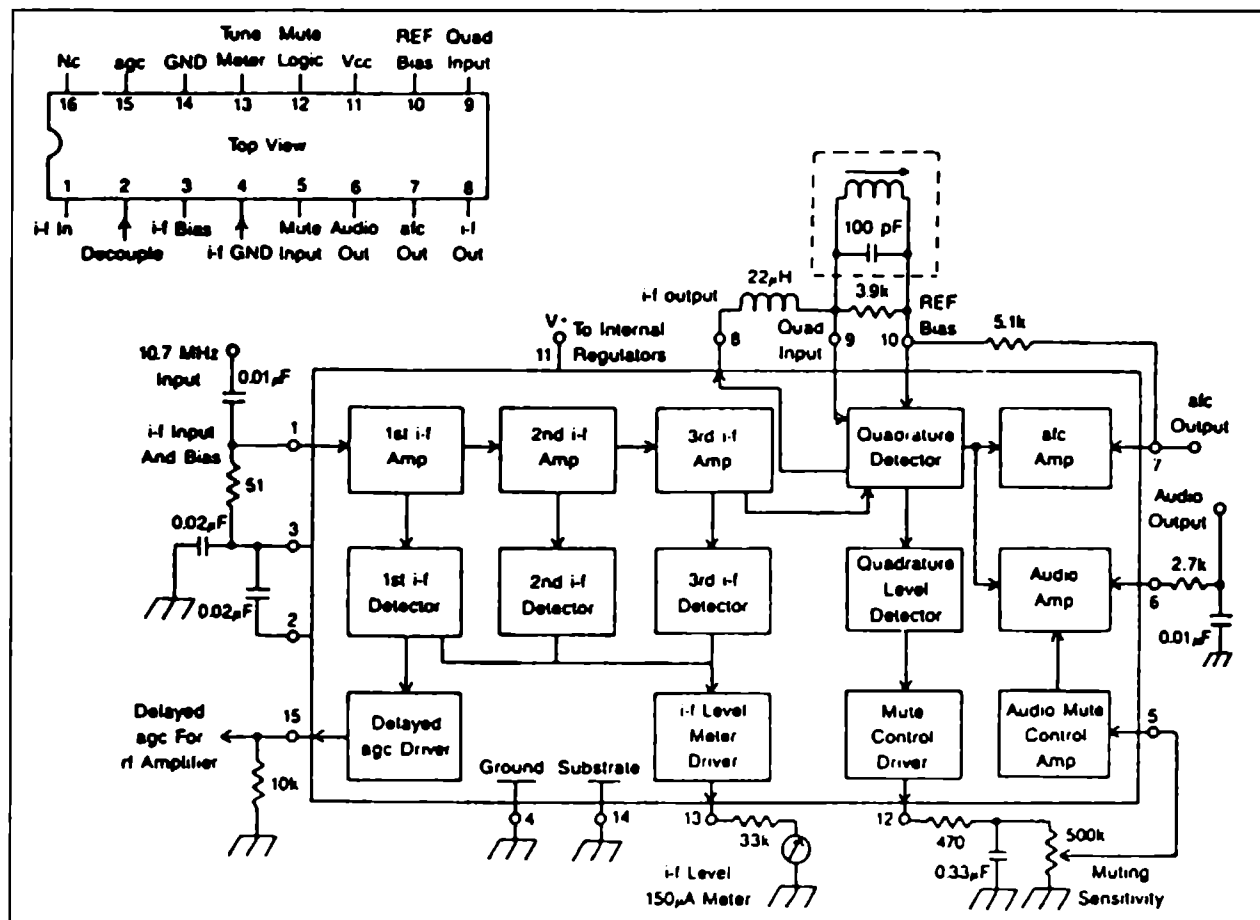 Nc agc GND Tune Meter Mute Logic Vcc REF Bias Quad Input
16 15 14 13 12 11 10 9
Top View
1 2 3 4 5 6 7 8
i-f In Decouple i-f Bias i-f GND Mute Input Audio Out afc Out i-f Out
100 pF
22µH
i-f output
3.9k
REF Bias
5.1k
V+
To Internal Regulators
11
8
Quad Input
9
10
10.7 MHz Input
0.01µF
i-f Input And Bias
1
1st i-f Amp
2nd i-f Amp
3rd i-f Amp
Quadrature Detector
afc Amp
afc Output
7
51
0.02µF
3
0.02µF
2
1st i-f Detector
2nd i-f Detector
3rd i-f Detector
Quadrature Level Detector
Audio Amp
Audio Output
2.7k
6
0.01µF
Delayed agc For rf Amplifier
15
10k
Delayed agc Driver
i-f Level Meter Driver
Mute Control Driver
Audio Mute Control Amp
5
Ground
Substrate
4
14
13
33k
i-f Level 150µA Meter
12
470
0.33µF
500k
Muting Sensitivity